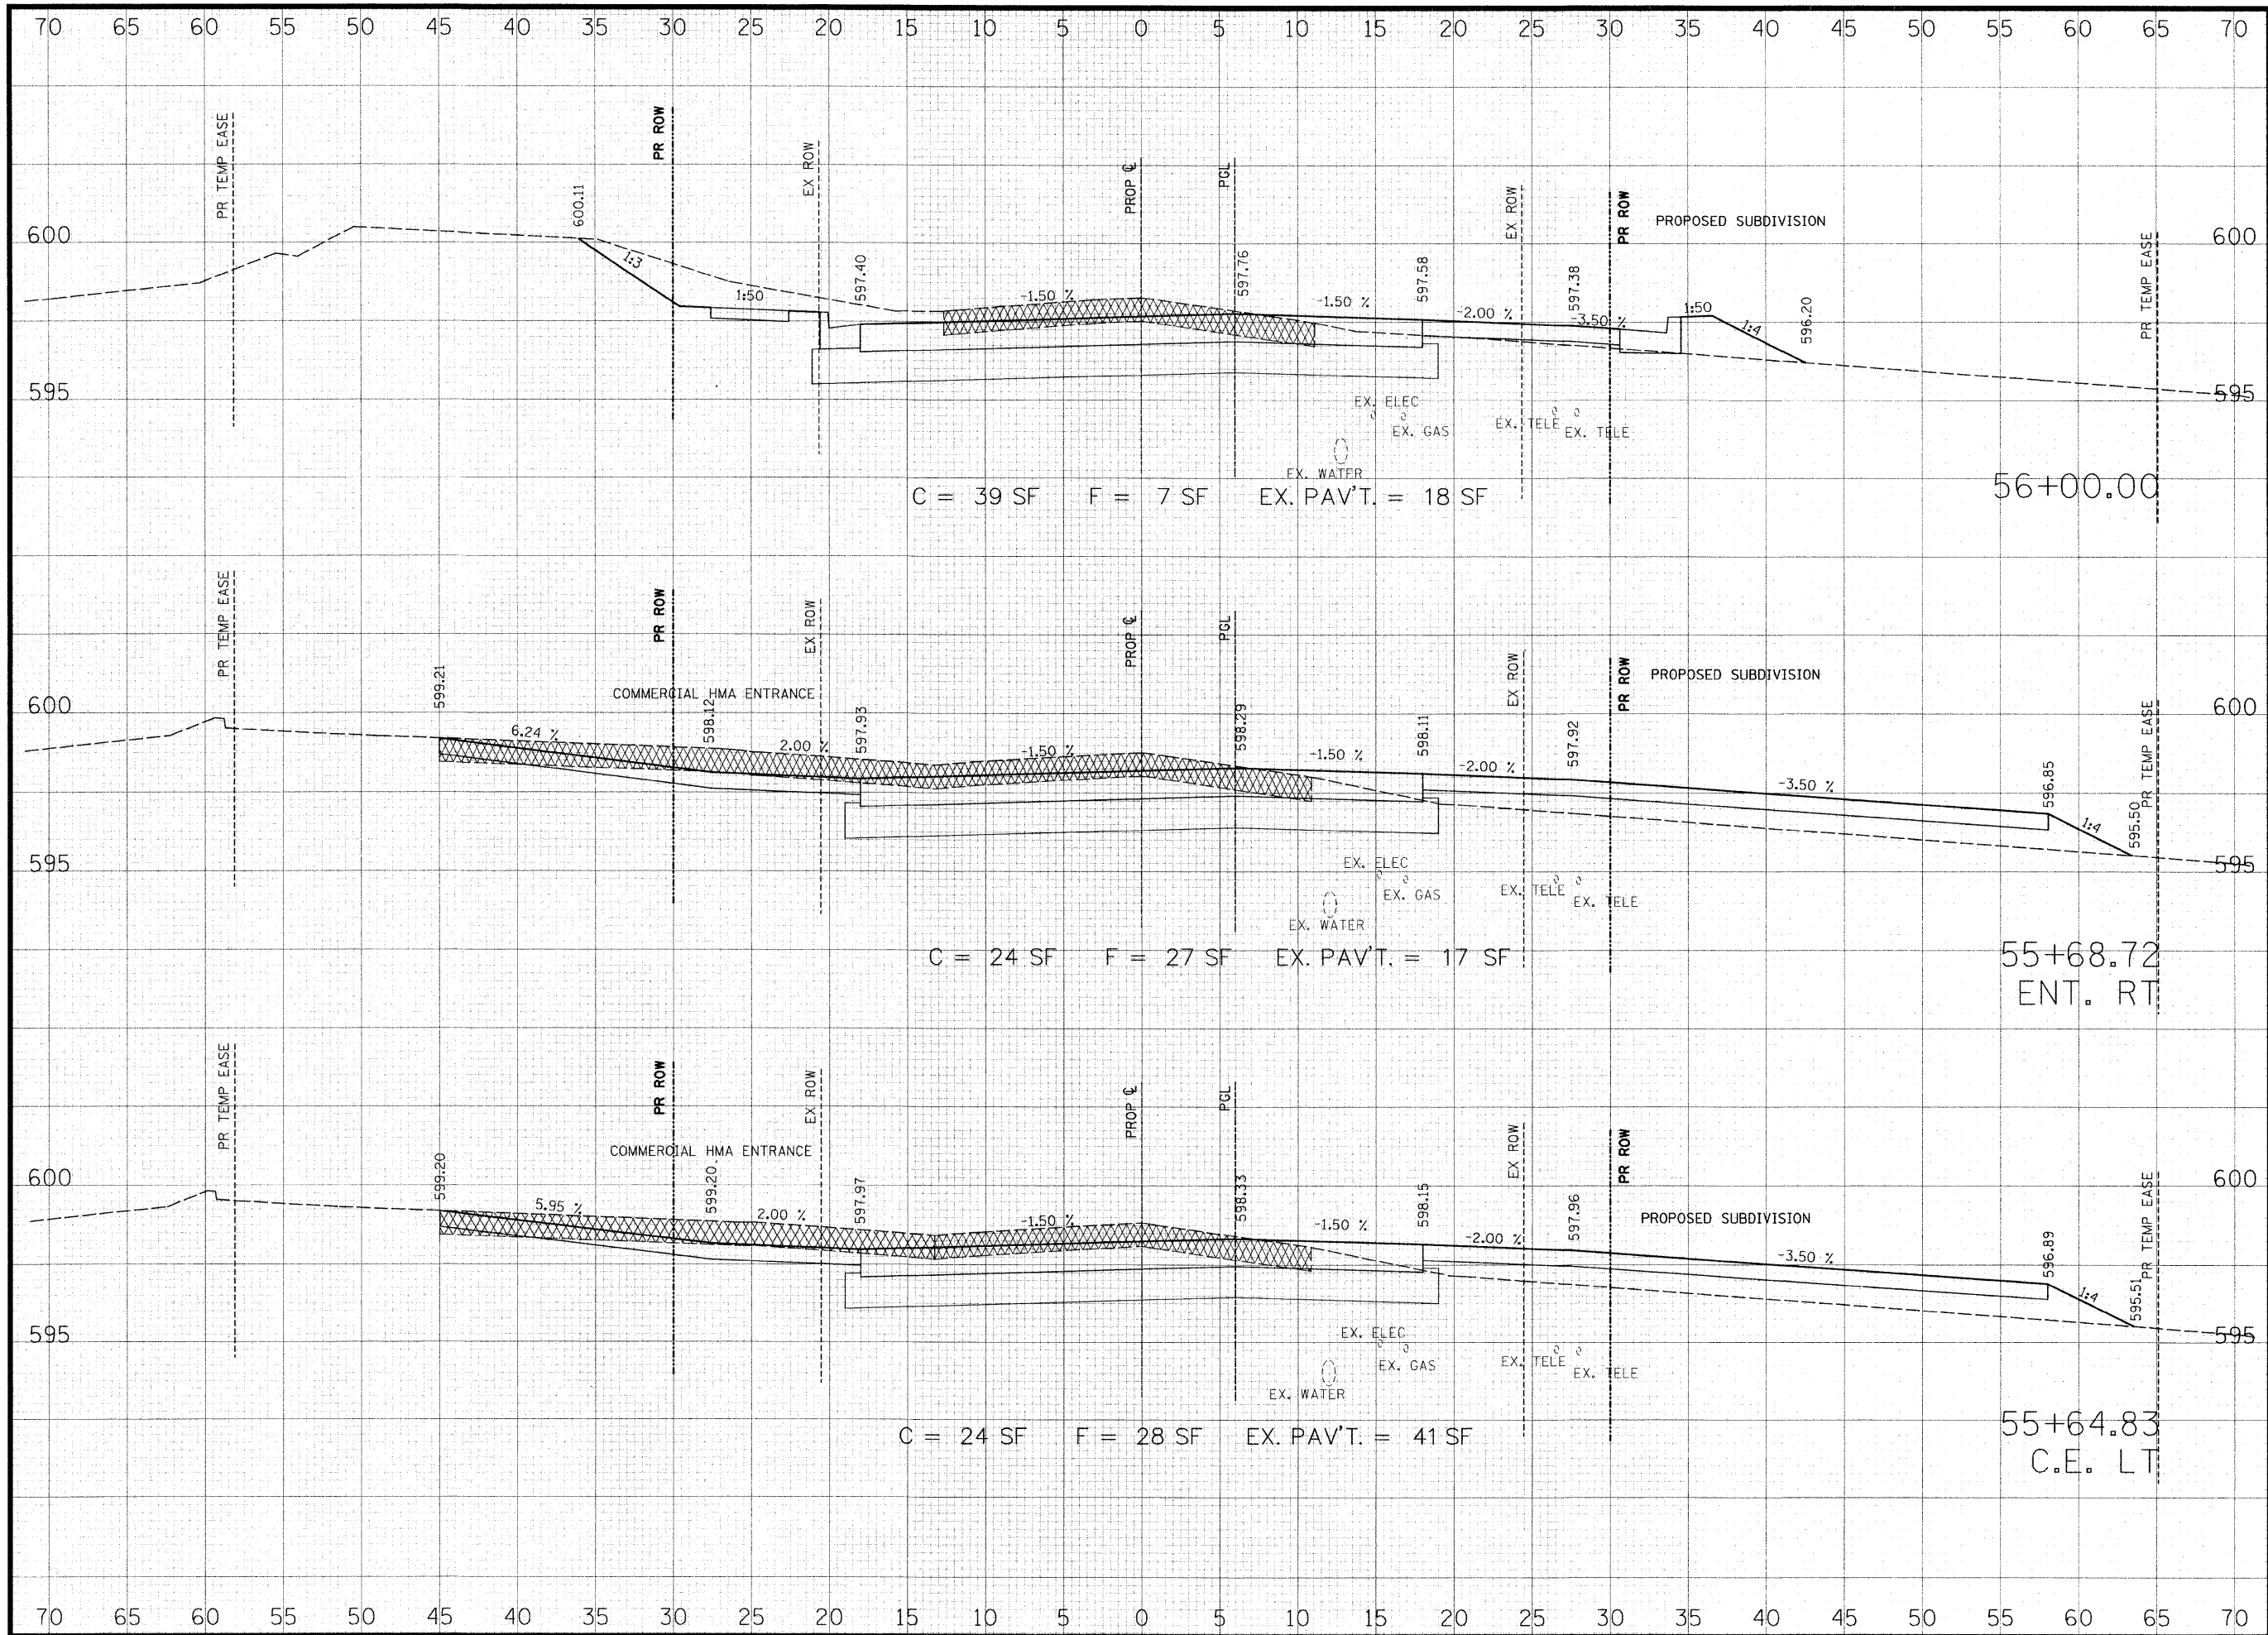 70 65 60 55 50 45 40 35 30 25 20 15 10 5 0 5 10 15 20 25 30 35 40 45 50 55 60 65 70
PR TEMP EASE
600.11
PR ROW
EX ROW
597.40
PROP ℄
PGL
597.76
597.58
EX ROW
597.38
PR ROW
PROPOSED SUBDIVISION
596.20
PR TEMP EASE
600 600
1:3 1:50 -1.50 % -1.50 % -2.00 % -3.50 % 1:50 1:4
595 595
EX. ELEC
EX. GAS
EX. TELE
EX. TELE
EX. WATER
C = 39 SF F = 7 SF EX. PAV'T. = 18 SF
56+00.00
PR TEMP EASE
599.21
PR ROW
COMMERCIAL HMA ENTRANCE
598.12
EX ROW
597.93
PROP ℄
PGL
598.29
598.11
EX ROW
597.92
PR ROW
PROPOSED SUBDIVISION
596.85
595.50
PR TEMP EASE
600 600
6.24 % 2.00 % -1.50 % -1.50 % -2.00 % -3.50 % 1:4
595 595
EX. ELEC
EX. GAS
EX. TELE
EX. TELE
EX. WATER
C = 24 SF F = 27 SF EX. PAV'T. = 17 SF
55+68.72
ENT. RT
PR TEMP EASE
599.20
PR ROW
COMMERCIAL HMA ENTRANCE
599.20
EX ROW
597.97
PROP ℄
PGL
598.33
598.15
EX ROW
597.96
PR ROW
PROPOSED SUBDIVISION
596.89
595.51
PR TEMP EASE
600 600
5.95 % 2.00 % -1.50 % -1.50 % -2.00 % -3.50 % 1:4
595 595
EX. ELEC
EX. GAS
EX. TELE
EX. TELE
EX. WATER
C = 24 SF F = 28 SF EX. PAV'T. = 41 SF
55+64.83
C.E. LT
70 65 60 55 50 45 40 35 30 25 20 15 10 5 0 5 10 15 20 25 30 35 40 45 50 55 60 65 70